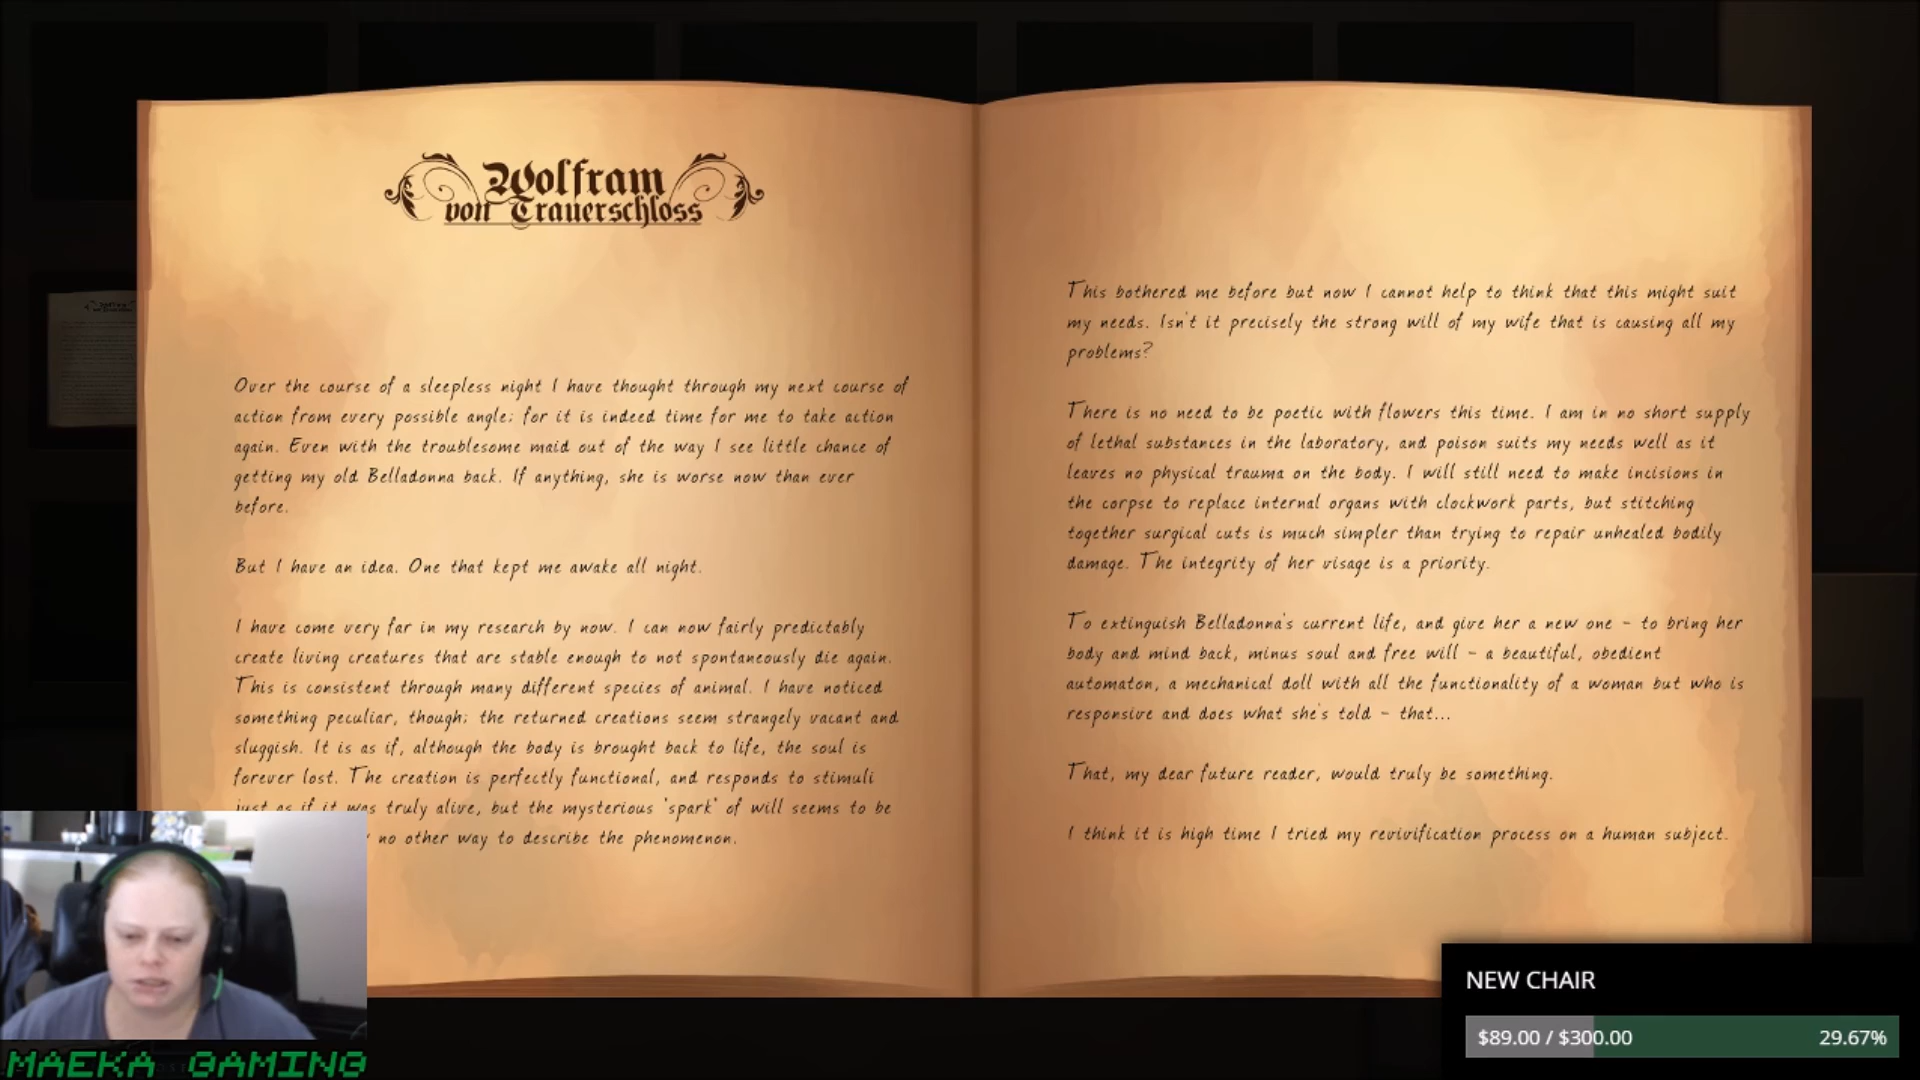 Wolfram
von Trauerschloss
Over the course of a sleepless night I have thought through my next course of
action from every possible angle; for it is indeed time for me to take action
again. Even with the troublesome maid out of the way I see little chance of
getting my old Belladonna back. If anything, she is worse now than ever
before.
But I have an idea. One that kept me awake all night.
I have come very far in my research by now. I can now fairly predictably
create living creatures that are stable enough to not spontaneously die again.
This is consistent through many different species of animal. I have noticed
something peculiar, though; the returned creations seem strangely vacant and
sluggish. It is as if, although the body is brought back to life, the soul is
forever lost. The creation is perfectly functional, and responds to stimuli
just as if it was truly alive, but the mysterious 'spark' of will seems to be
no other way to describe the phenomenon.
This bothered me before but now I cannot help to think that this might suit
my needs. Isn't it precisely the strong will of my wife that is causing all my
problems?
There is no need to be poetic with flowers this time. I am in no short supply
of lethal substances in the laboratory, and poison suits my needs well as it
leaves no physical trauma on the body. I will still need to make incisions in
the corpse to replace internal organs with clockwork parts, but stitching
together surgical cuts is much simpler than trying to repair unhealed bodily
damage. The integrity of her visage is a priority.
To extinguish Belladonna's current life, and give her a new one - to bring her
body and mind back, minus soul and free will - a beautiful, obedient
automaton, a mechanical doll with all the functionality of a woman but who is
responsive and does what she's told - that...
That, my dear future reader, would truly be something.
I think it is high time I tried my revivification process on a human subject.
NEW CHAIR
$89.00 / $300.00 29.67%
MAEKA GAMING